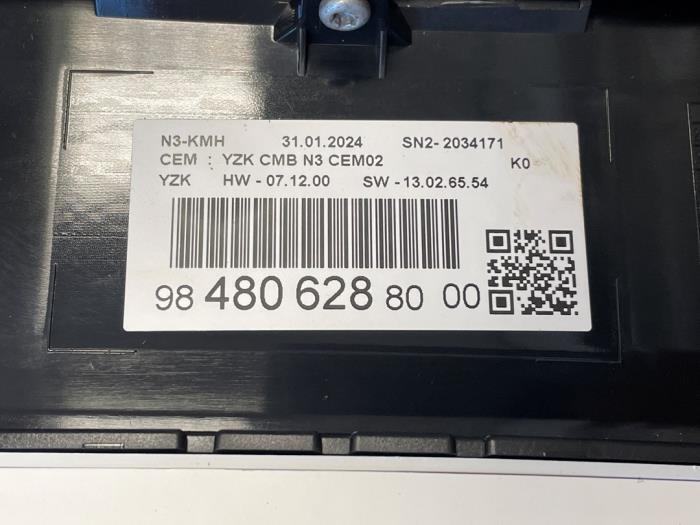 N3-KMH 31.01.2024 SN2- 2034171
CEM : YZK CMB N3 CEM02 K0
YZK HW - 07.12.00 SW - 13.02.65.54
98 480 628 80 00